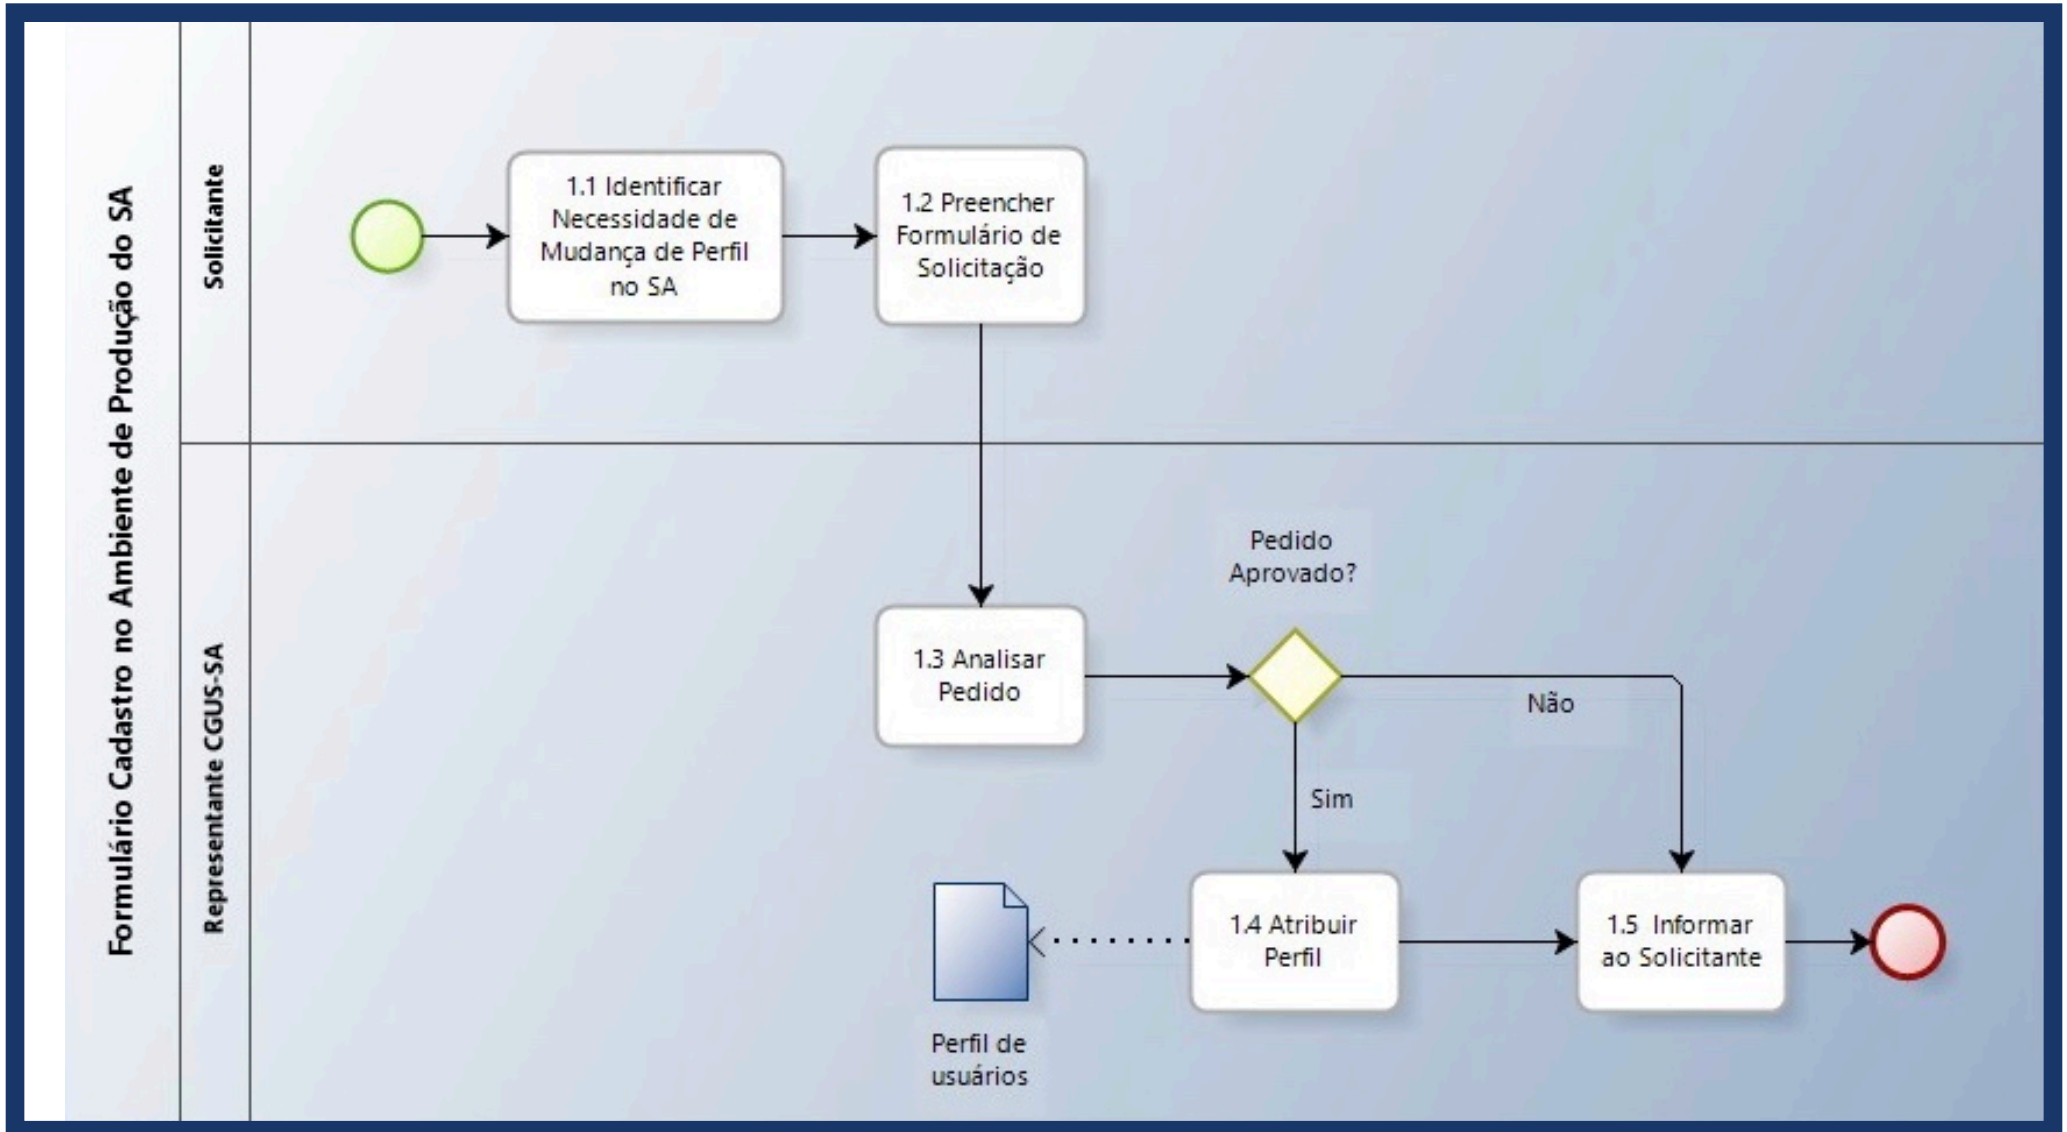 Formulário Cadastro no Ambiente de Produção do SA
Solicitante
1.1 Identificar
Necessidade de
Mudança de Perfil
no SA
1.2 Preencher
Formulário de
Solicitação
Representante CGUS-SA
1.3 Analisar
Pedido
Pedido
Aprovado?
Não
Sim
1.4 Atribuir
Perfil
1.5 Informar
ao Solicitante
Perfil de
usuários